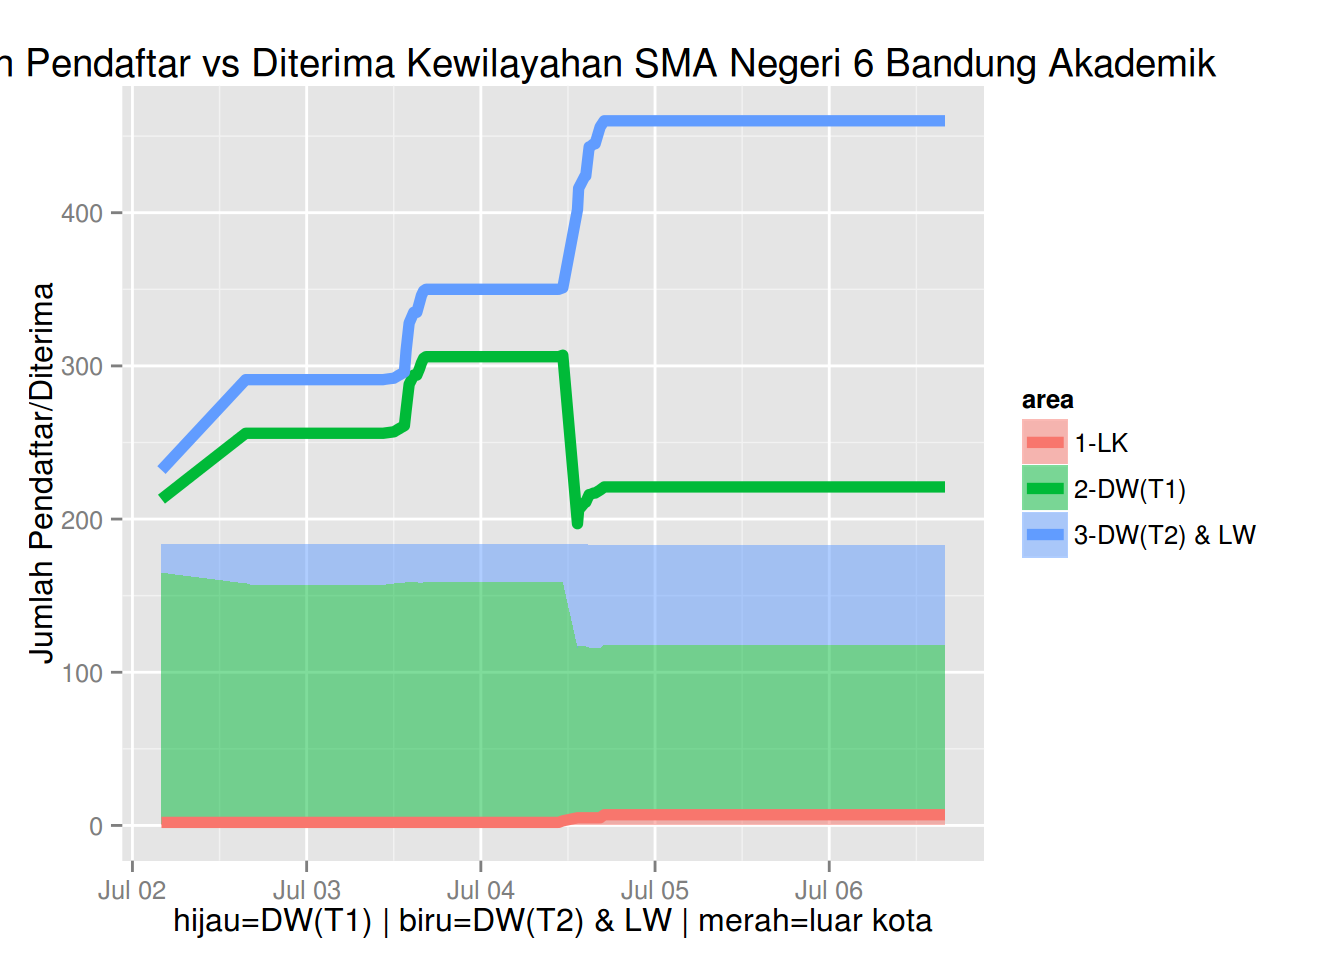 Pendaftar vs Diterima Kewilayahan SMA Negeri 6 Bandung Akademik
Jumlah Pendaftar/Diterima
400
300
200
100
0
Jul 02
Jul 03
Jul 04
Jul 05
Jul 06
hijau=DW(T1) | biru=DW(T2) & LW | merah=luar kota
area
1-LK
2-DW(T1)
3-DW(T2) & LW